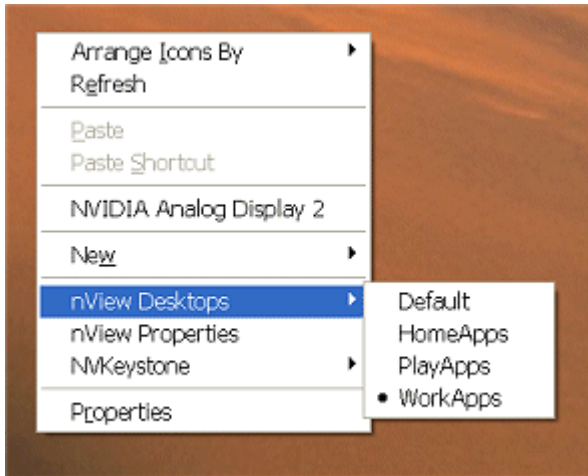 Arrange Icons By
Refresh
Paste
Paste Shortcut
NVIDIA Analog Display 2
New
nView Desktops
nView Properties
NVKeystone
Properties
Default
HomeApps
PlayApps
WorkApps